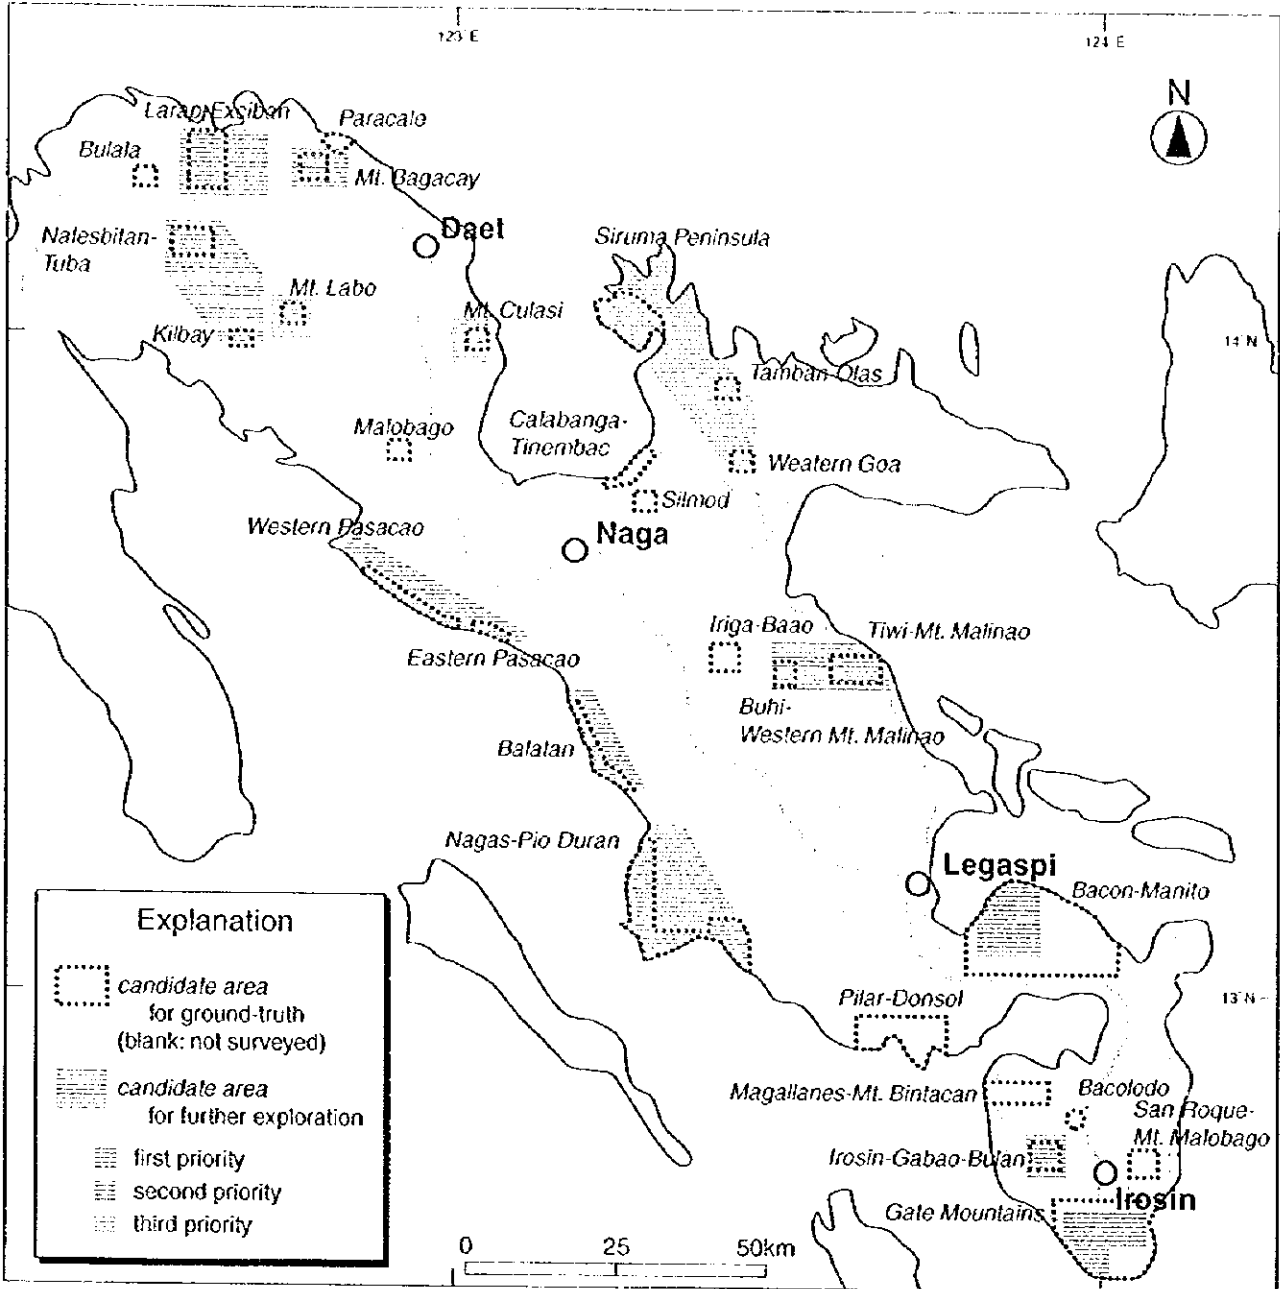 123 E
124 E
N
Larap-Exciban
Paracale
Bulala
Mt. Bagacay
Daet
Nalesbitan-
Tuba
Siruma Peninsula
Mt. Labo
Mt. Culasi
Kilbay
14 N
Tamban-Olas
Malobago
Calabanga-
Tinembac
Weatern Goa
Silmod
Western Pasacao
Naga
Iriga-Baao
Tiwi-Mt. Malinao
Eastern Pasacao
Buhi-
Western Mt. Malinao
Balatan
Nagas-Pio Duran
Legaspi
Bacon-Manito
Explanation
candidate area
for ground-truth
(blank: not surveyed)
candidate area
for further exploration
first priority
second priority
third priority
Pilar-Donsol
13 N
Magallanes-Mt. Bintacan
Bacolodo
San Roque-
Mt. Malobago
Irosin-Gabao-Bulan
Irosin
Gate Mountains
0 25 50km